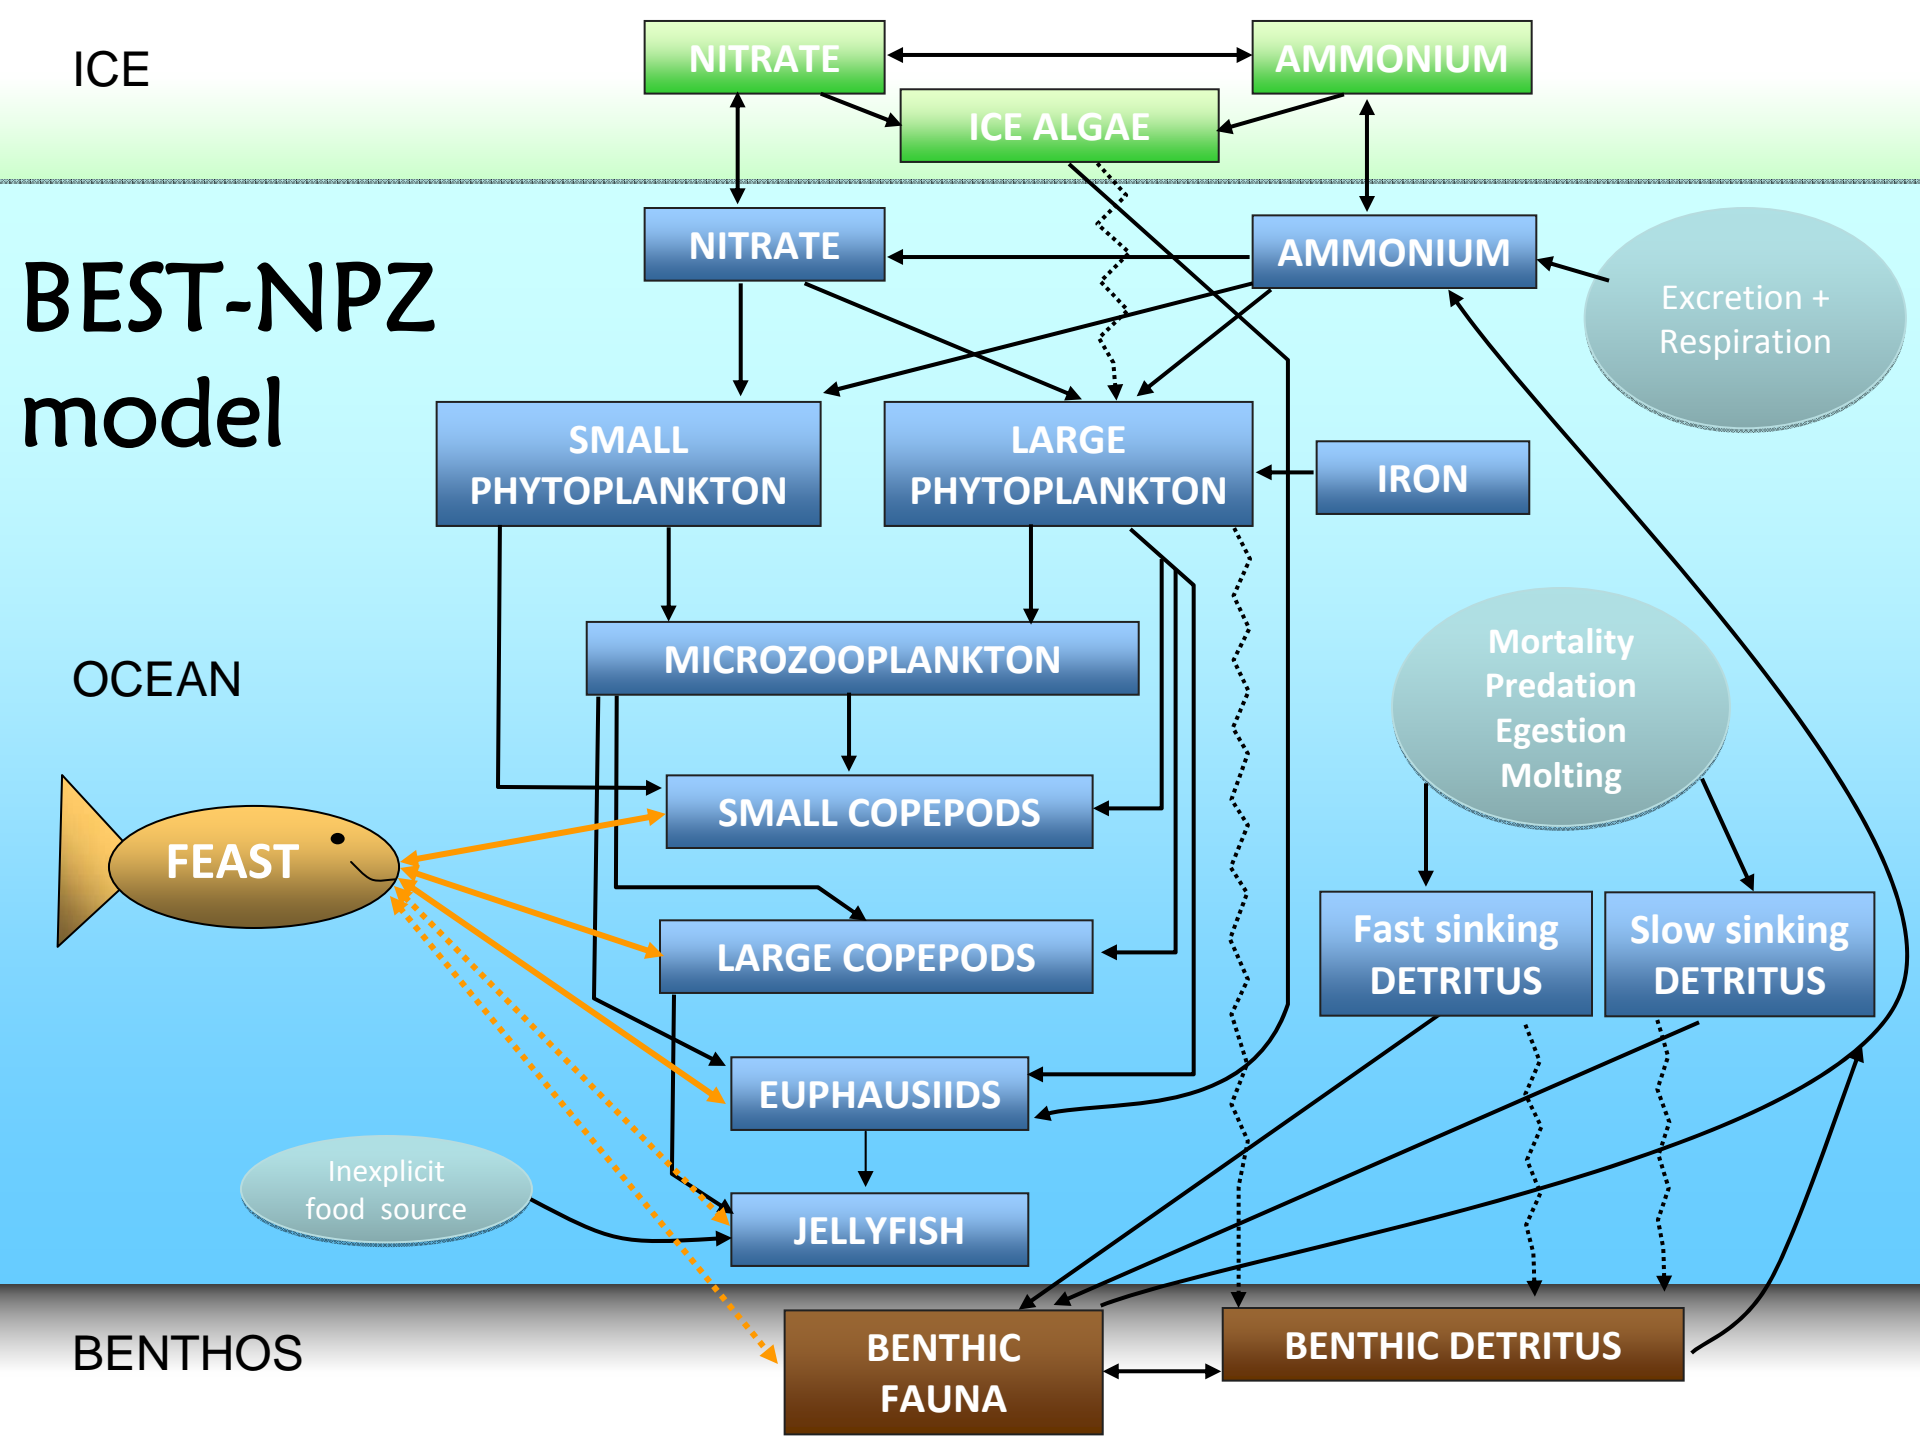 ICE
NITRATE
AMMONIUM
ICE ALGAE
NITRATE
AMMONIUM
BEST-NPZ
model
Excretion +
Respiration
SMALL
PHYTOPLANKTON
LARGE
PHYTOPLANKTON
IRON
OCEAN
MICROZOOPLANKTON
Mortality
Predation
Egestion
Molting
SMALL COPEPODS
FEAST
LARGE COPEPODS
Fast sinking
DETRITUS
Slow sinking
DETRITUS
EUPHAUSIIDS
Inexplicit
food source
JELLYFISH
BENTHOS
BENTHIC
FAUNA
BENTHIC DETRITUS